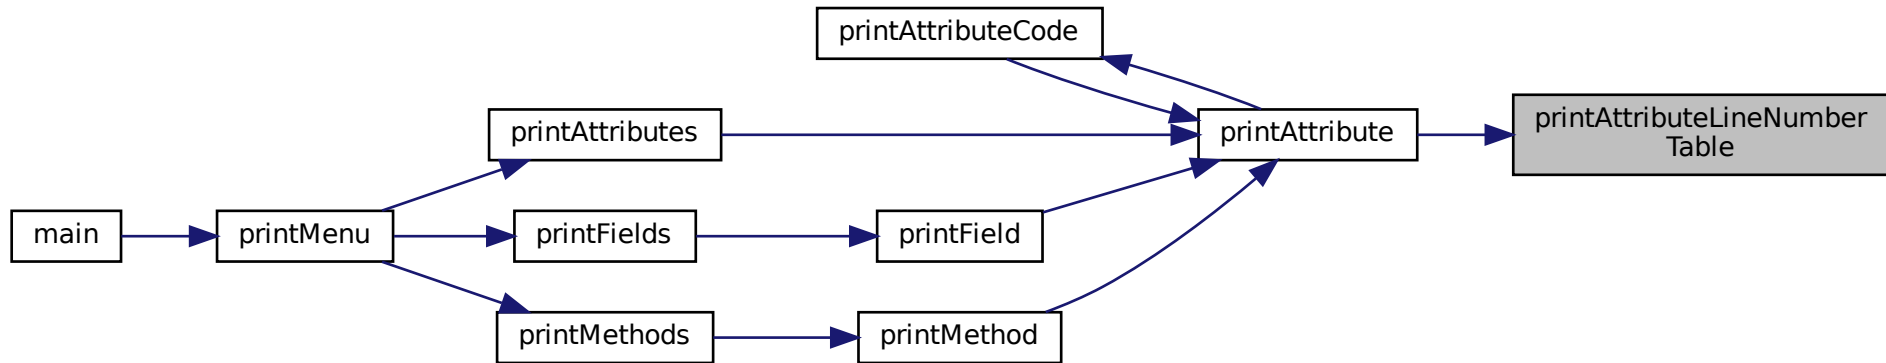 printAttributeCode
printAttributes
printAttribute
printAttributeLineNumber
Table
main
printMenu
printFields
printField
printMethods
printMethod